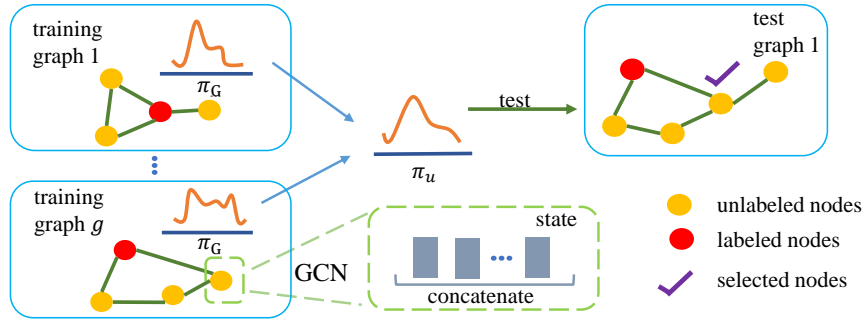 training
graph 1
π_G
training
graph g
π_G
GCN
π_u
test
state
concatenate
test
graph 1
unlabeled nodes
labeled nodes
selected nodes